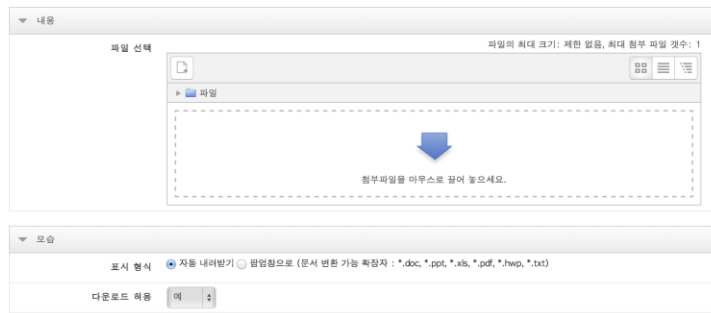 내용
파일 선택
파일의 최대 크기: 제한 없음, 최대 첨부 파일 갯수: 1
파일
첨부파일을 마우스로 끌어 놓으세요.
모습
표시 형식 자동 내려받기 팝업참으로 (문서 변환 가능 확장자 : *.doc, *.ppt, *.xls, *.pdf, *.hwp, *.txt)
다운로드 허용 예